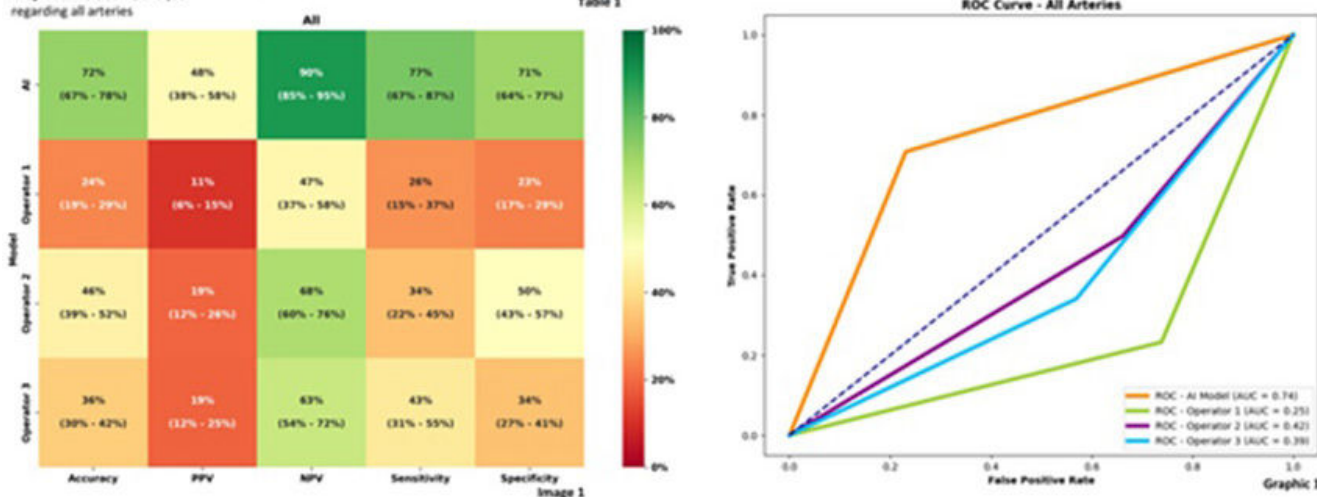 regarding all arteries
Table 1
All
100%
80%
60%
40%
20%
0%
Model
AI
72%
(67% - 78%)
48%
(38% - 58%)
90%
(85% - 95%)
77%
(67% - 87%)
71%
(64% - 77%)
Operator 1
24%
(19% - 29%)
11%
(6% - 15%)
47%
(37% - 58%)
26%
(15% - 37%)
23%
(17% - 29%)
Operator 2
46%
(39% - 52%)
19%
(12% - 26%)
68%
(60% - 76%)
34%
(22% - 45%)
50%
(43% - 57%)
Operator 3
36%
(30% - 42%)
19%
(12% - 25%)
63%
(54% - 72%)
43%
(31% - 55%)
34%
(27% - 41%)
Accuracy
PPV
NPV
Sensitivity
Specificity
Image 1
ROC Curve - All Arteries
True Positive Rate
1.0
0.8
0.6
0.4
0.2
0.0
ROC - AI Model (AUC = 0.74)
ROC - Operator 1 (AUC = 0.25)
ROC - Operator 2 (AUC = 0.42)
ROC - Operator 3 (AUC = 0.39)
0.0
0.2
0.4
0.6
0.8
1.0
False Positive Rate
Graphic